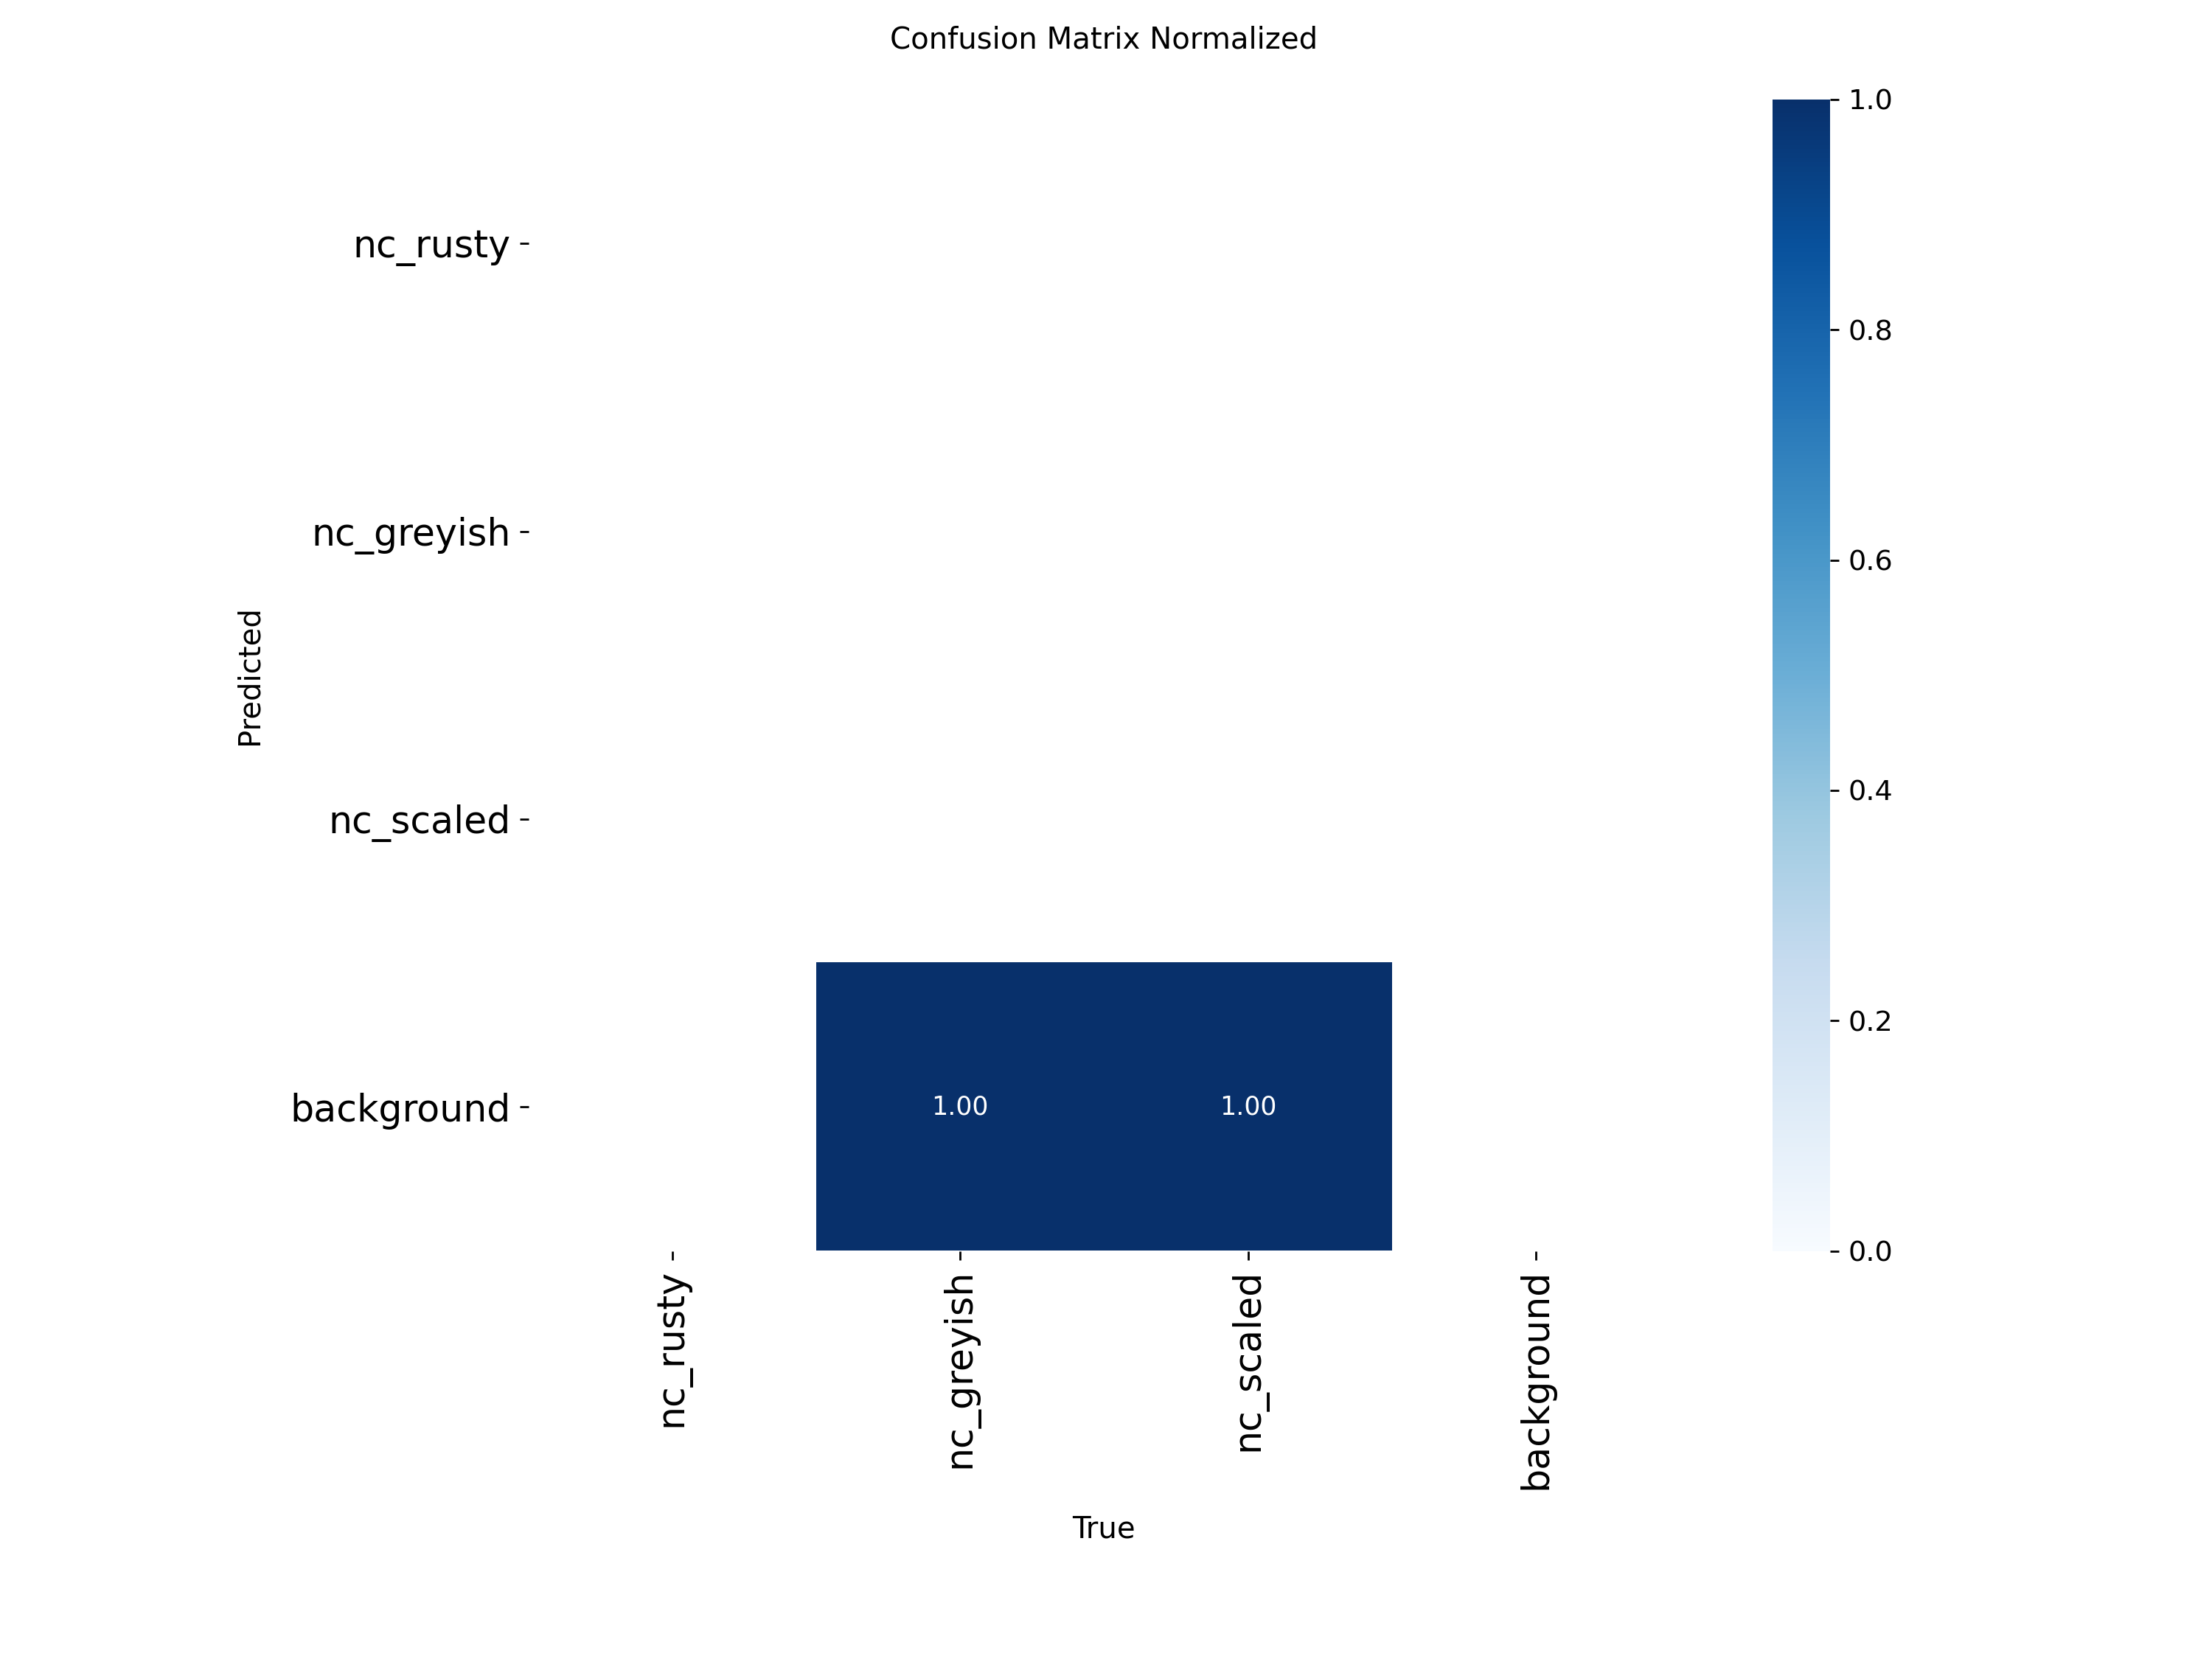 Confusion Matrix Normalized
1.0
0.8
0.6
0.4
0.2
0.0
Predicted
nc_rusty
nc_greyish
nc_scaled
background
1.00 1.00
nc_rusty
nc_greyish
nc_scaled
background
True